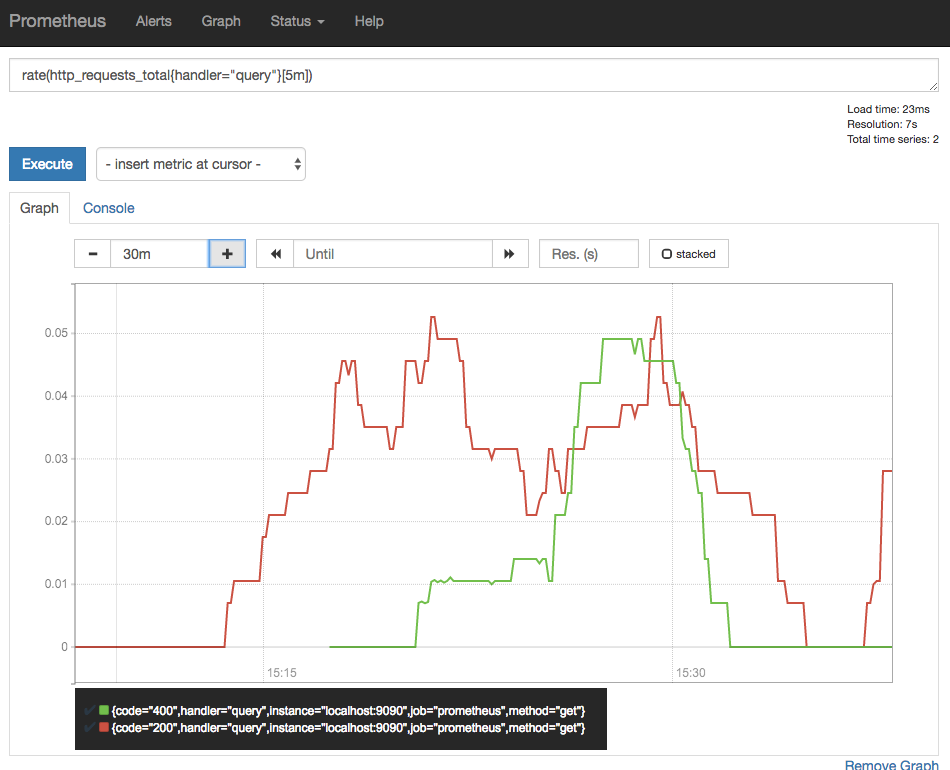 Prometheus Alerts Graph Status Help
rate(http_requests_total{handler="query"}[5m])
Load time: 23ms
Resolution: 7s
Total time series: 2
Execute - insert metric at cursor -
Graph Console
30m Until Res. (s) stacked
0.05
0.04
0.03
0.02
0.01
0
15:15 15:30
{code="400",handler="query",instance="localhost:9090",job="prometheus",method="get"}
{code="200",handler="query",instance="localhost:9090",job="prometheus",method="get"}
Remove Graph